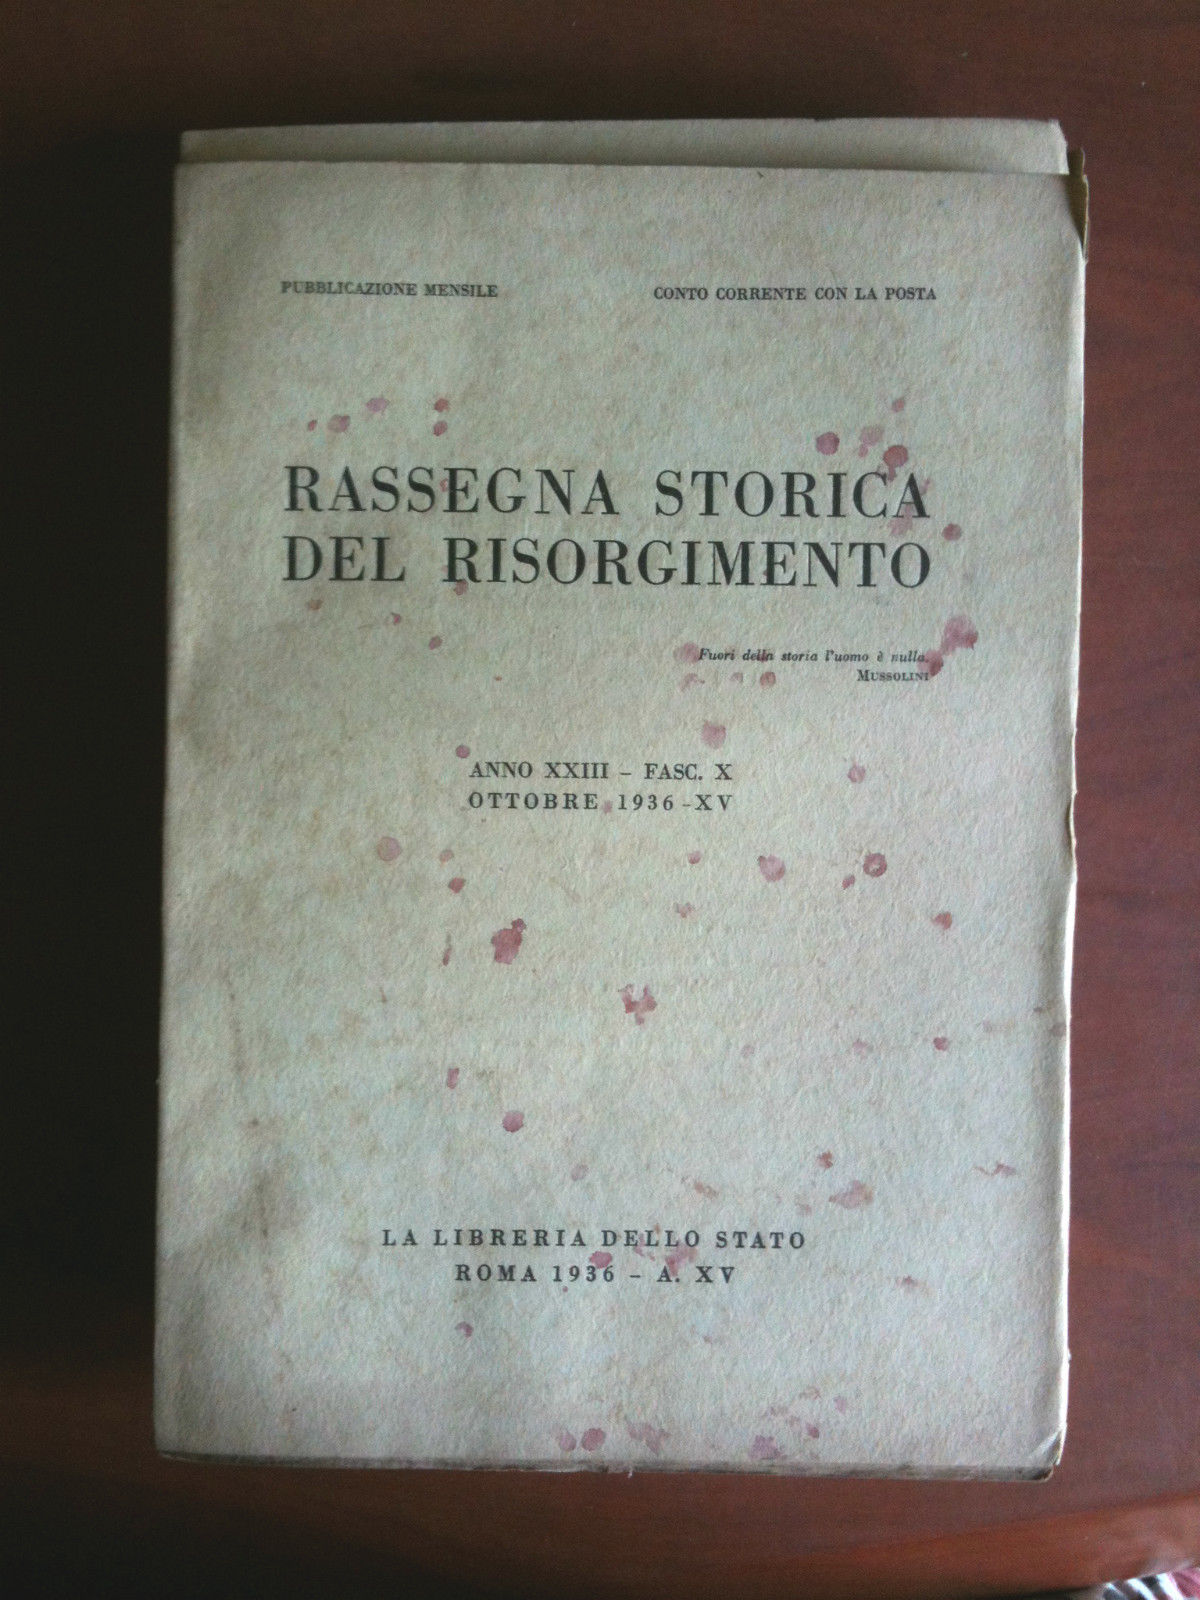 PUBBLICAZIONE MENSILE CONTO CORRENTE CON LA POSTA
RASSEGNA STORICA
DEL RISORGIMENTO
Fuori della storia l'uomo è nulla.
MUSSOLINI
ANNO XXIII – FASC. X
OTTOBRE 1936 - XV
LA LIBRERIA DELLO STATO
ROMA 1936 – A. XV